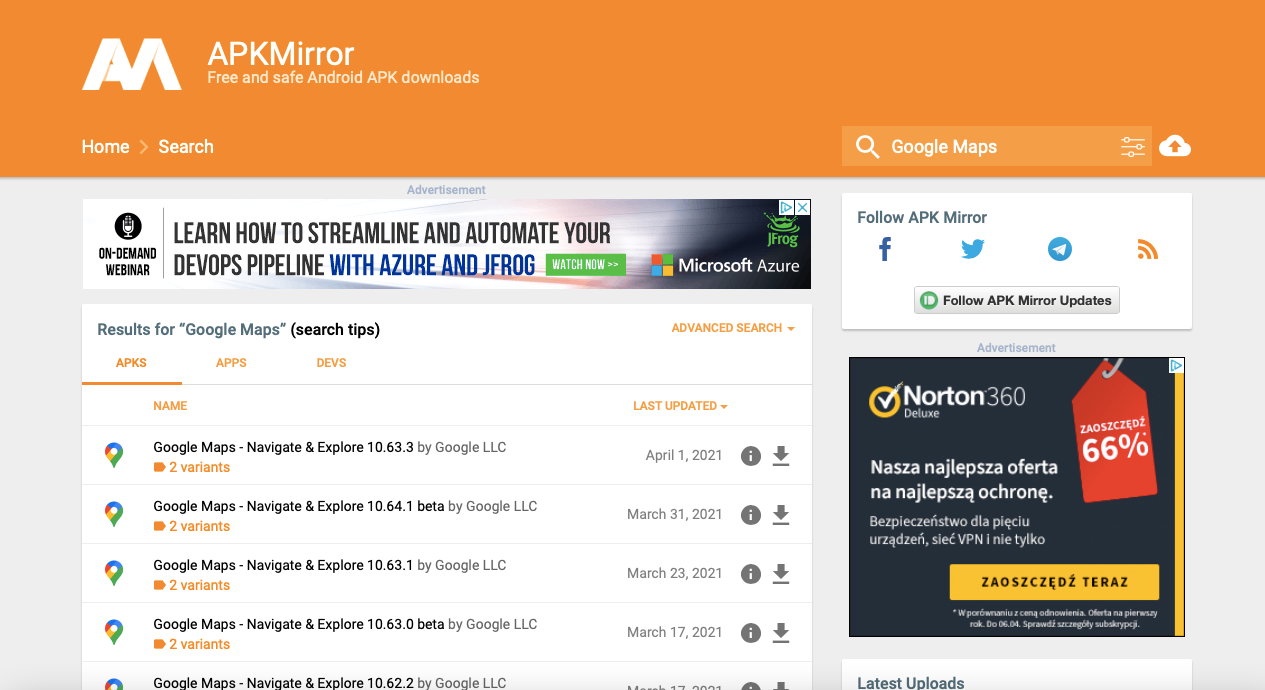 APKMirror
Free and safe Android APK downloads
Home
Search
Google Maps
Advertisement
ON-DEMAND
WEBINAR
LEARN HOW TO STREAMLINE AND AUTOMATE YOUR
DEVOPS PIPELINE WITH AZURE AND JFROG
WATCH NOW >>
JFrog
Microsoft Azure
Results for “Google Maps” (search tips)
ADVANCED SEARCH
APKS
APPS
DEVS
NAME
LAST UPDATED
Google Maps - Navigate & Explore 10.63.3 by Google LLC
2 variants
April 1, 2021
Google Maps - Navigate & Explore 10.64.1 beta by Google LLC
2 variants
March 31, 2021
Google Maps - Navigate & Explore 10.63.1 by Google LLC
2 variants
March 23, 2021
Google Maps - Navigate & Explore 10.63.0 beta by Google LLC
2 variants
March 17, 2021
Google Maps - Navigate & Explore 10.62.2 by Google LLC
March 17, 2021
Follow APK Mirror
Follow APK Mirror Updates
Advertisement
Norton 360
Deluxe
ZAOSZCZĘDŹ
66%*
Nasza najlepsza oferta
na najlepszą ochronę.
Bezpieczeństwo dla pięciu
urządzeń, sieć VPN i nie tylko
ZAOSZCZĘDŹ TERAZ
* W porównaniu z ceną odnowienia. Oferta na pierwszy
rok. Do 06.04. Sprawdź szczegóły subskrypcji.
Latest Uploads